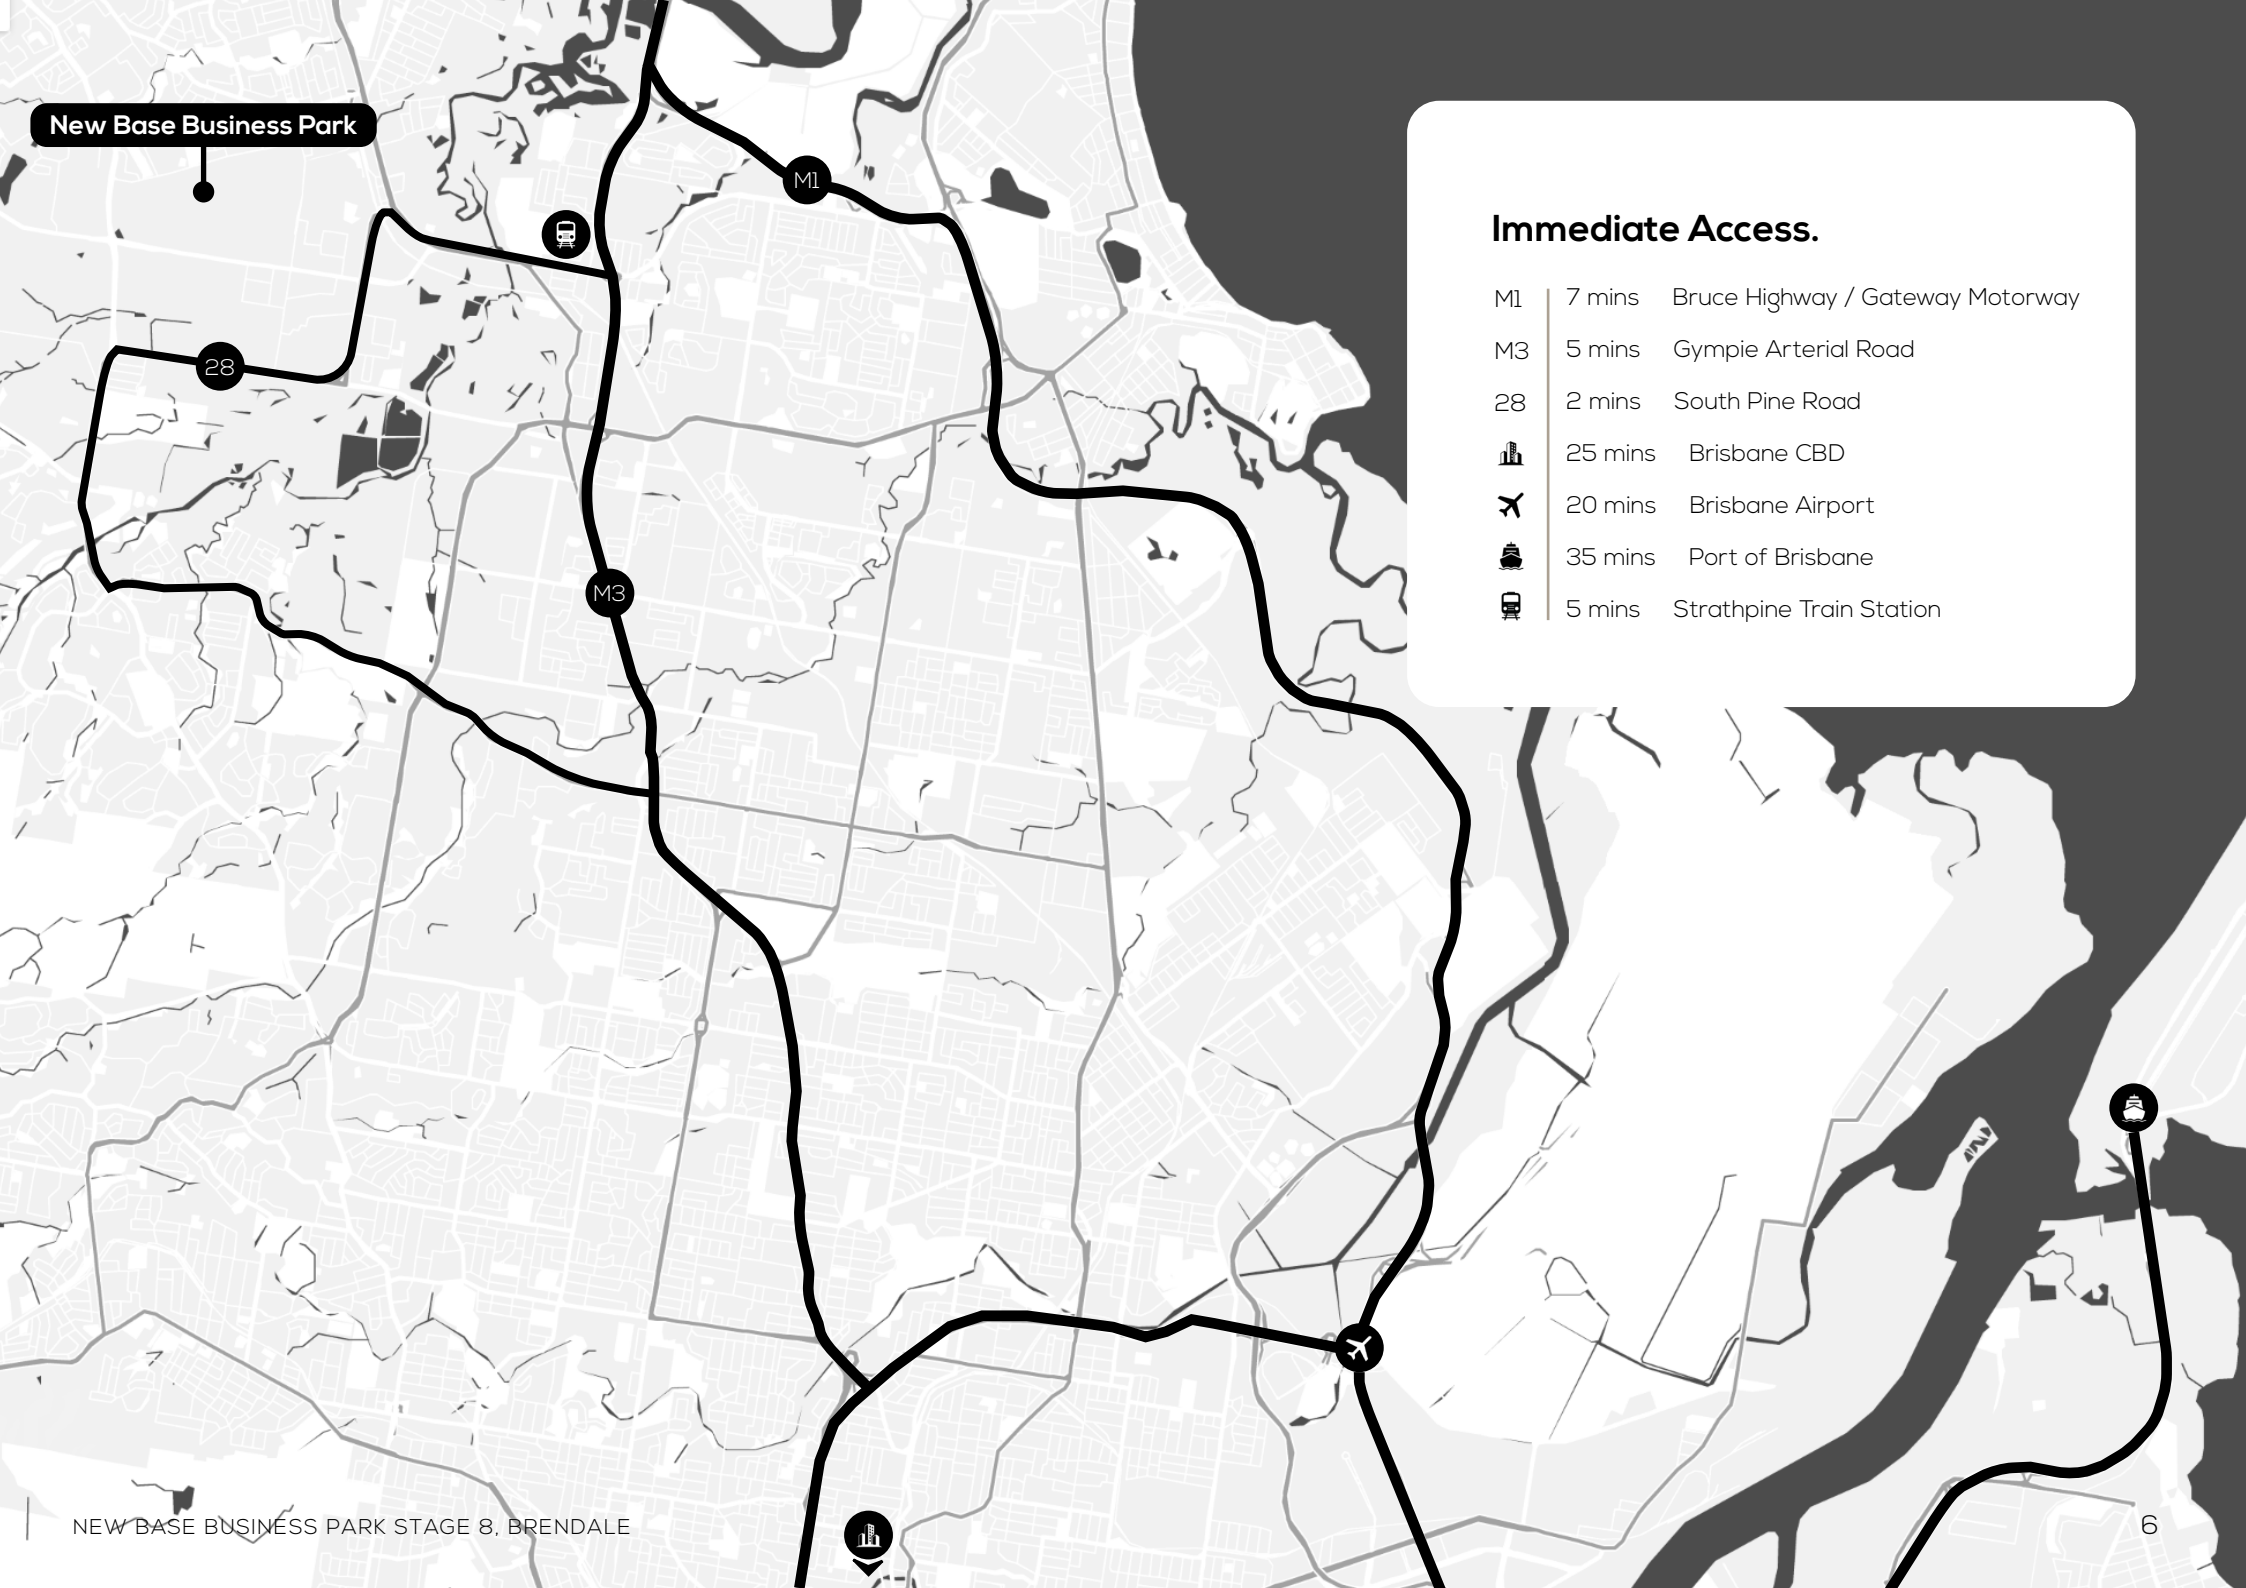 New Base Business Park
M1
28
M3
Immediate Access.
M1 7 mins Bruce Highway / Gateway Motorway
M3 5 mins Gympie Arterial Road
28 2 mins South Pine Road
25 mins Brisbane CBD
20 mins Brisbane Airport
35 mins Port of Brisbane
5 mins Strathpine Train Station
NEW BASE BUSINESS PARK STAGE 8, BRENDALE
6